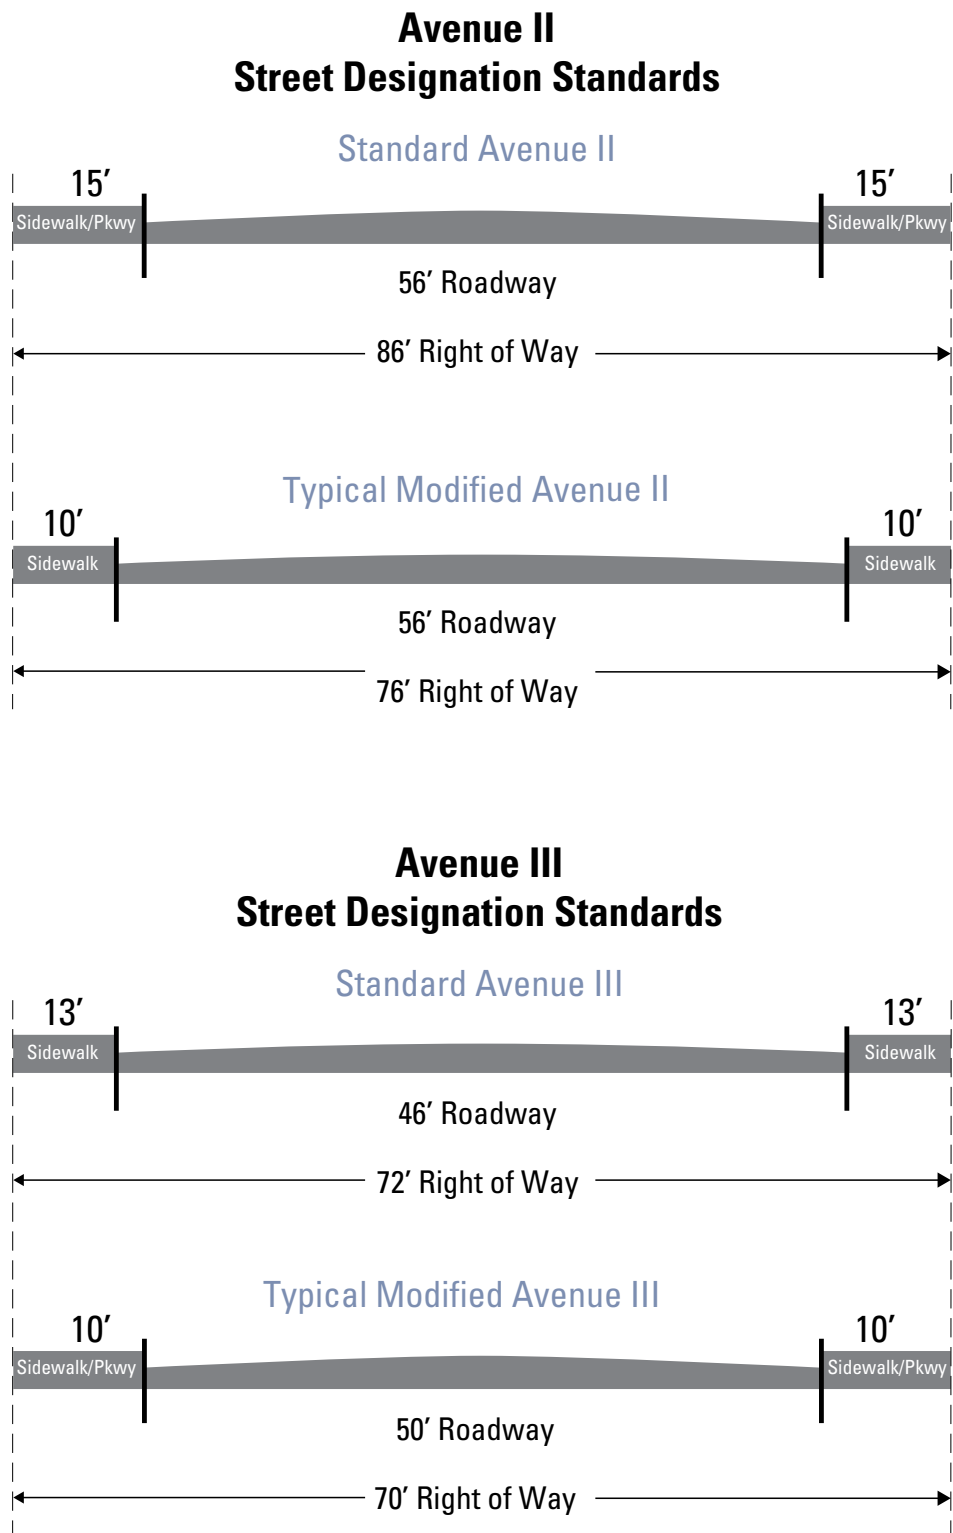 Avenue II
Street Designation Standards
Standard Avenue II
15′ 15′
Sidewalk/Pkwy Sidewalk/Pkwy
56′ Roadway
86′ Right of Way
Typical Modified Avenue II
10′ 10′
Sidewalk Sidewalk
56′ Roadway
76′ Right of Way
Avenue III
Street Designation Standards
Standard Avenue III
13′ 13′
Sidewalk Sidewalk
46′ Roadway
72′ Right of Way
Typical Modified Avenue III
10′ 10′
Sidewalk/Pkwy Sidewalk/Pkwy
50′ Roadway
70′ Right of Way